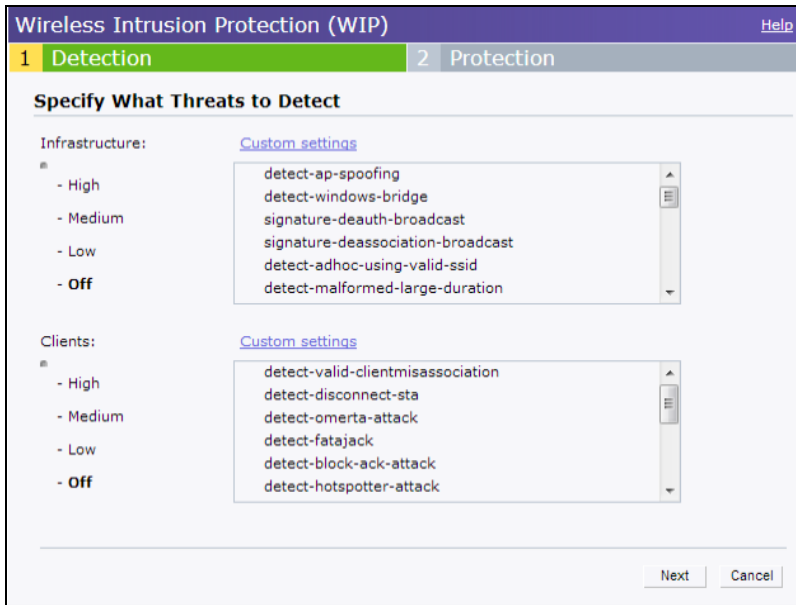 Wireless Intrusion Protection (WIP) Help
1 Detection 2 Protection
Specify What Threats to Detect
Infrastructure: Custom settings
- High
- Medium
- Low
- Off
detect-ap-spoofing
detect-windows-bridge
signature-deauth-broadcast
signature-deassociation-broadcast
detect-adhoc-using-valid-ssid
detect-malformed-large-duration
Clients: Custom settings
- High
- Medium
- Low
- Off
detect-valid-clientmisassociation
detect-disconnect-sta
detect-omerta-attack
detect-fatajack
detect-block-ack-attack
detect-hotspotter-attack
Next Cancel